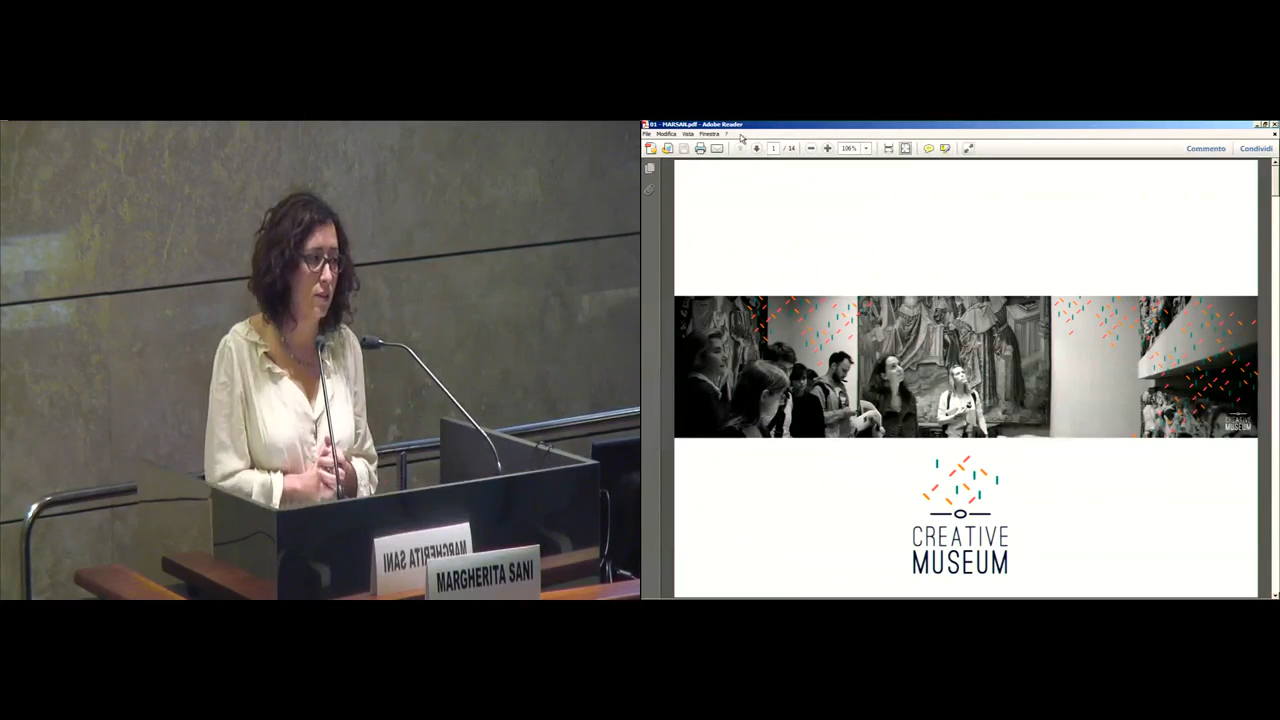 MARGHERITA SANI
MARGHERITA SANI
01 - MARSAN.pdf - Adobe Reader
File Modifica Vista Finestra ?
1 / 14
106%
Commento Condividi
CREATIVE
MUSEUM
CREATIVE
MUSEUM